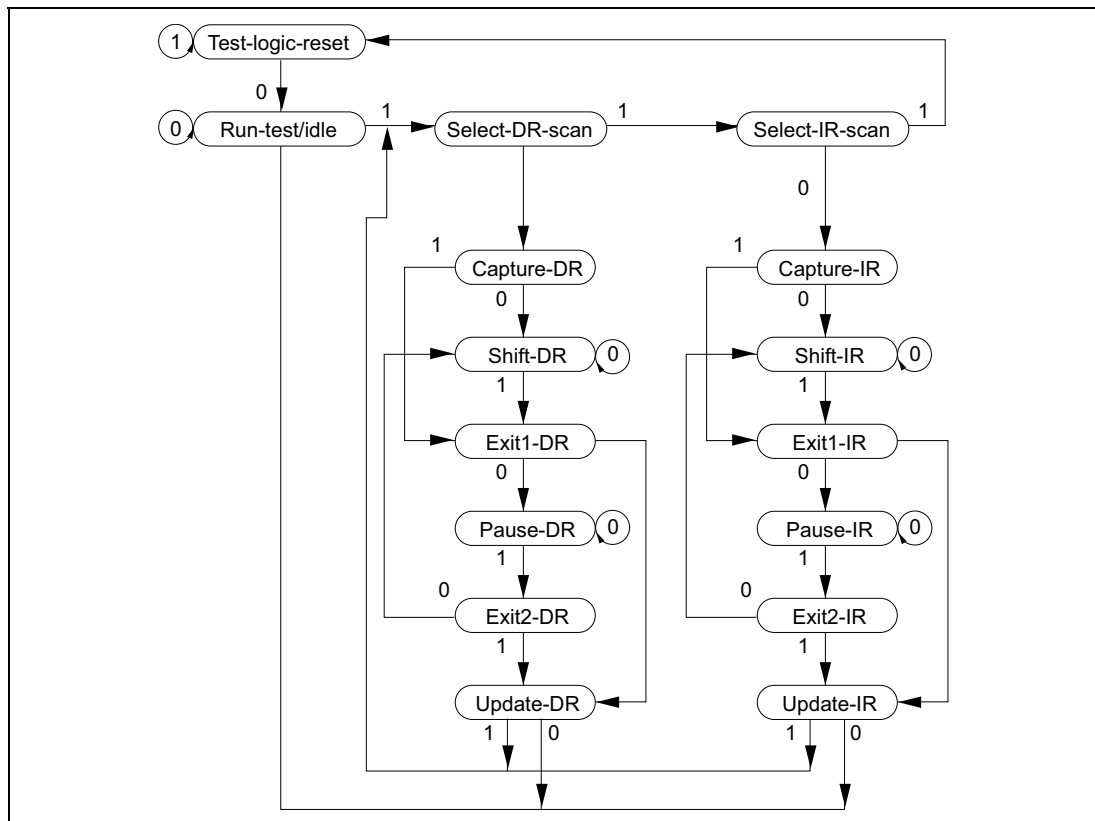 1 Test-logic-reset
0
0 Run-test/idle 1 Select-DR-scan 1 Select-IR-scan 1
0
1 1
Capture-DR Capture-IR
0 0
Shift-DR 0 Shift-IR 0
1 1
Exit1-DR Exit1-IR
0 0
Pause-DR 0 Pause-IR 0
1 1
0 0
Exit2-DR Exit2-IR
1 1
Update-DR Update-IR
1 0 1 0